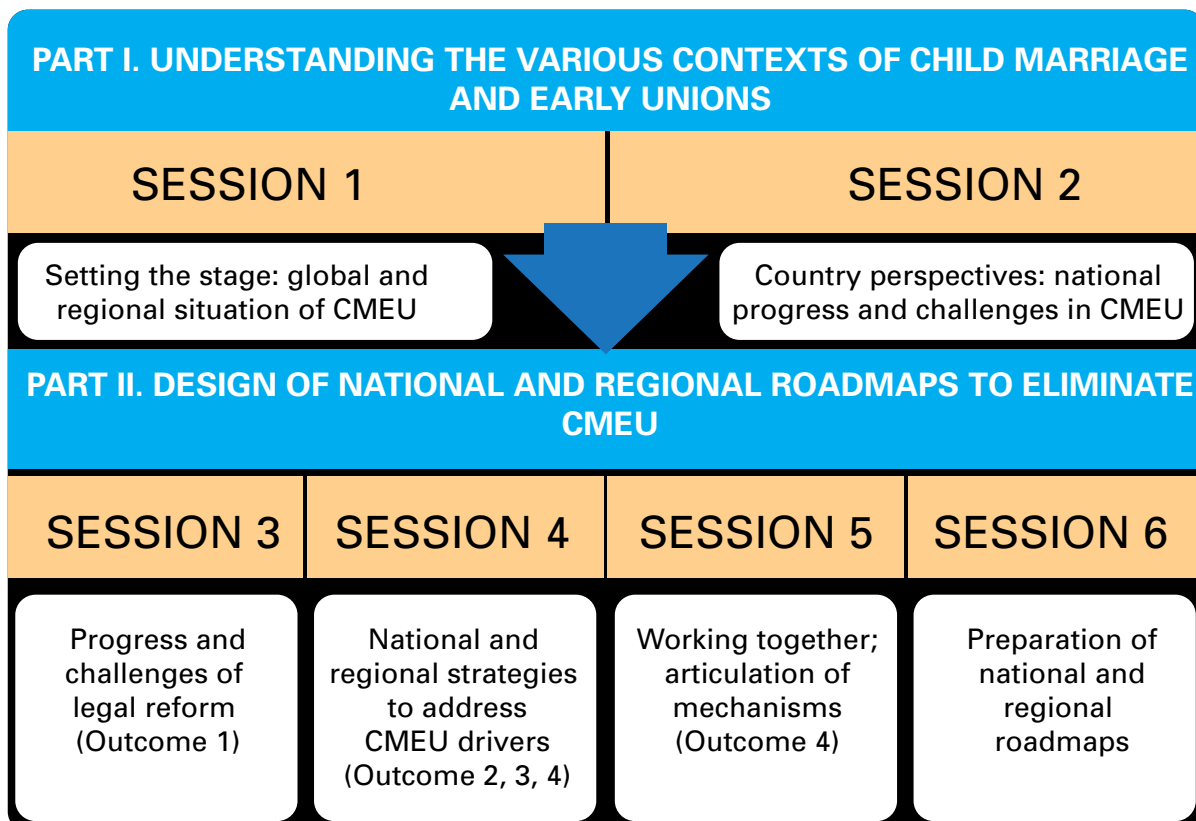 PART I. UNDERSTANDING THE VARIOUS CONTEXTS OF CHILD MARRIAGE
AND EARLY UNIONS
SESSION 1
SESSION 2
Setting the stage: global and
regional situation of CMEU
Country perspectives: national
progress and challenges in CMEU
PART II. DESIGN OF NATIONAL AND REGIONAL ROADMAPS TO ELIMINATE
CMEU
SESSION 3
SESSION 4
SESSION 5
SESSION 6
Progress and
challenges of
legal reform
(Outcome 1)
National and
regional strategies
to address
CMEU drivers
(Outcome 2, 3, 4)
Working together;
articulation of
mechanisms
(Outcome 4)
Preparation of
national and
regional
roadmaps